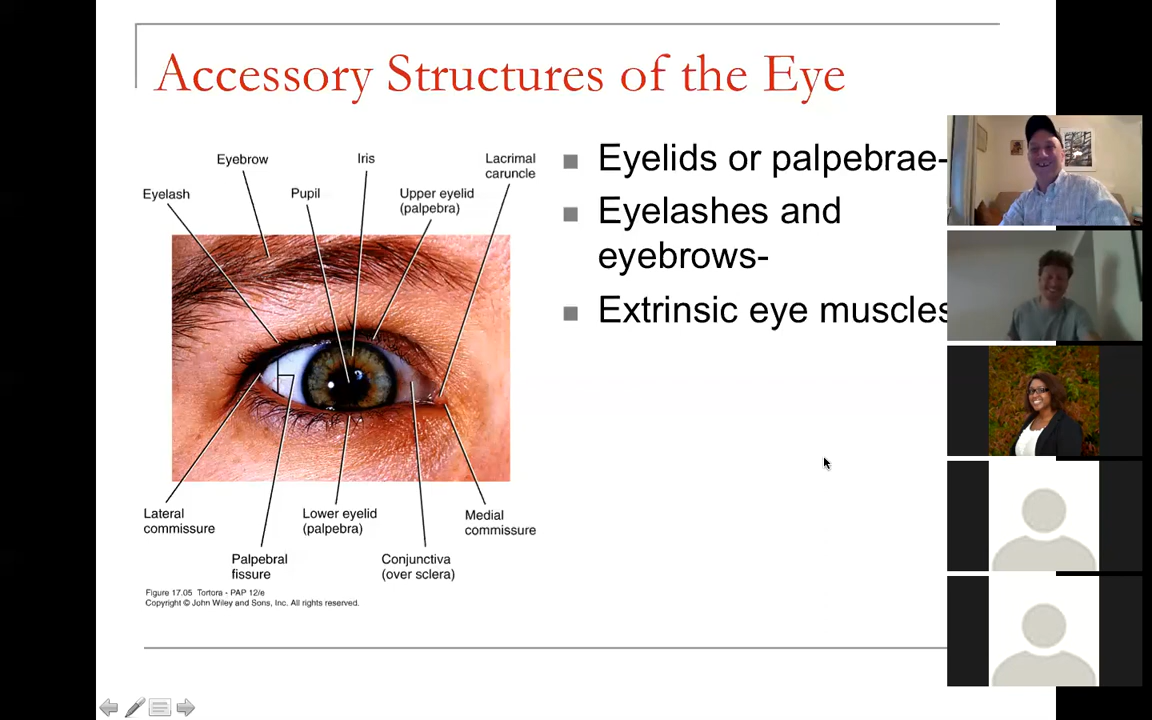 Accessory Structures of the Eye
Eyebrow
Iris
Lacrimal
caruncle
Eyelash
Pupil
Upper eyelid
(palpebra)
Lateral
commissure
Lower eyelid
(palpebra)
Medial
commissure
Palpebral
fissure
Conjunctiva
(over sclera)
Figure 17.05 Tortora - PAP 12/e
Copyright © John Wiley and Sons, Inc. All rights reserved.
Eyelids or palpebrae-
Eyelashes and
eyebrows-
Extrinsic eye muscles